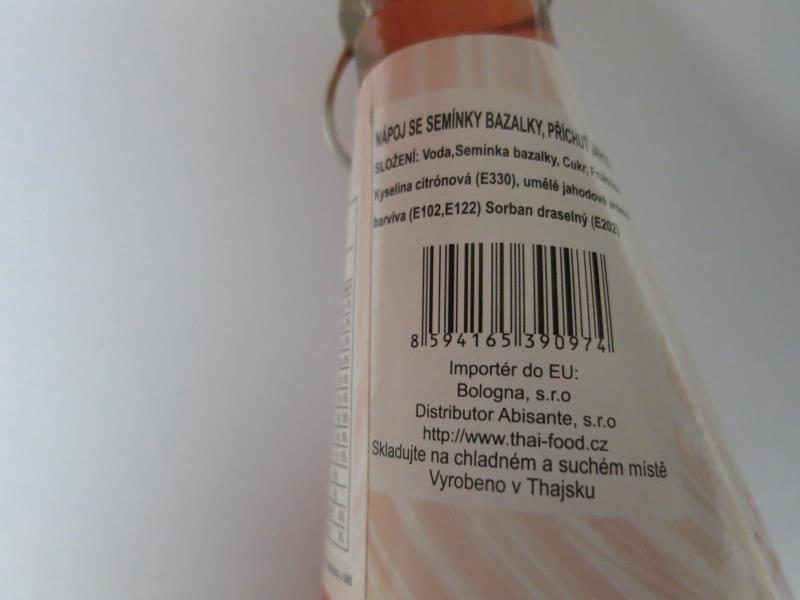 NÁPOJ SE SEMÍNKY BAZALKY, PŘÍCHUŤ
SLOŽENÍ: Voda,Semínka bazalky, Cukr,
Kyselina citrónová (E330), umělé jahodové
barviva (E102,E122) Sorban draselný (E202)
8 594165 390974
Importér do EU:
Bologna, s.r.o
Distributor Abisante, s.r.o
http://www.thai-food.cz
Skladujte na chladném a suchém místě
Vyrobeno v Thajsku